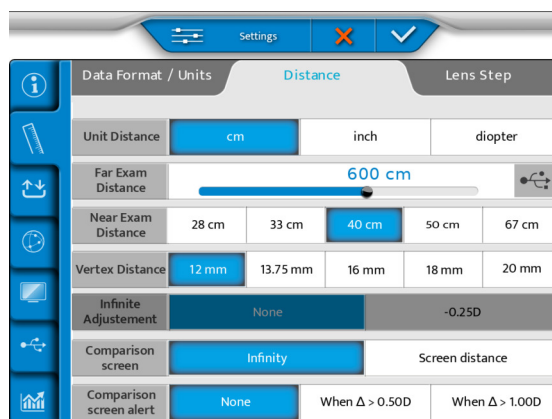 Settings
Data Format / Units Distance Lens Step
Unit Distance cm inch diopter
Far Exam
Distance
600 cm
Near Exam
Distance
28 cm 33 cm 40 cm 50 cm 67 cm
Vertex Distance 12 mm 13.75 mm 16 mm 18 mm 20 mm
Infinite
Adjustement
None -0.25D
Comparison
screen
Infinity Screen distance
Comparison
screen alert
None When Δ > 0.50D When Δ > 1.00D